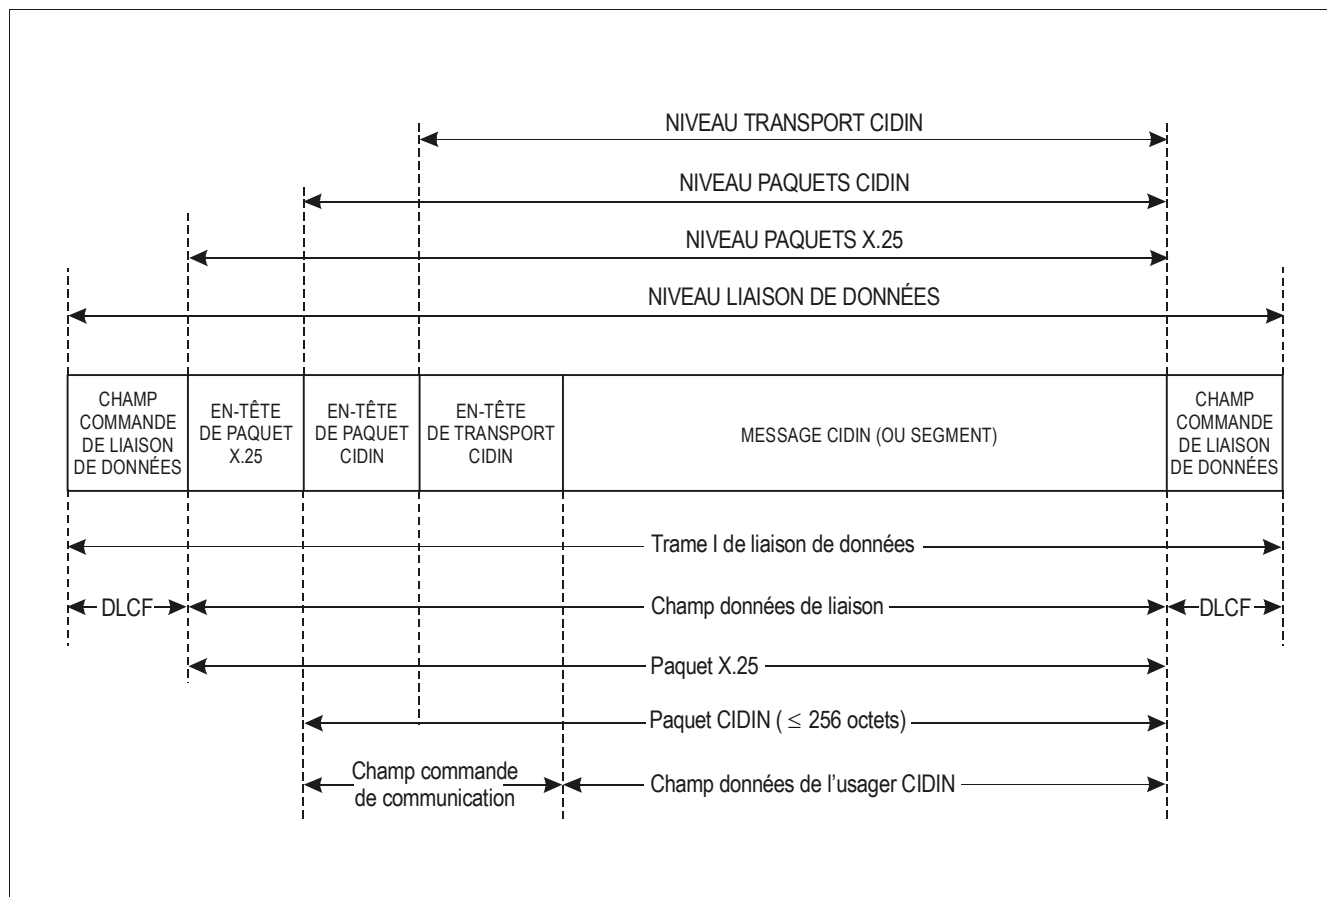 NIVEAU TRANSPORT CIDIN
NIVEAU PAQUETS CIDIN
NIVEAU PAQUETS X.25
NIVEAU LIAISON DE DONNÉES
CHAMP
COMMANDE
DE LIAISON
DE DONNÉES
EN-TÊTE
DE PAQUET
X.25
EN-TÊTE
DE PAQUET
CIDIN
EN-TÊTE
DE TRANSPORT
CIDIN
MESSAGE CIDIN (OU SEGMENT)
CHAMP
COMMANDE
DE LIAISON
DE DONNÉES
Trame I de liaison de données
DLCF
Champ données de liaison
DLCF
Paquet X.25
Paquet CIDIN ( ≤ 256 octets)
Champ commande
de communication
Champ données de l’usager CIDIN